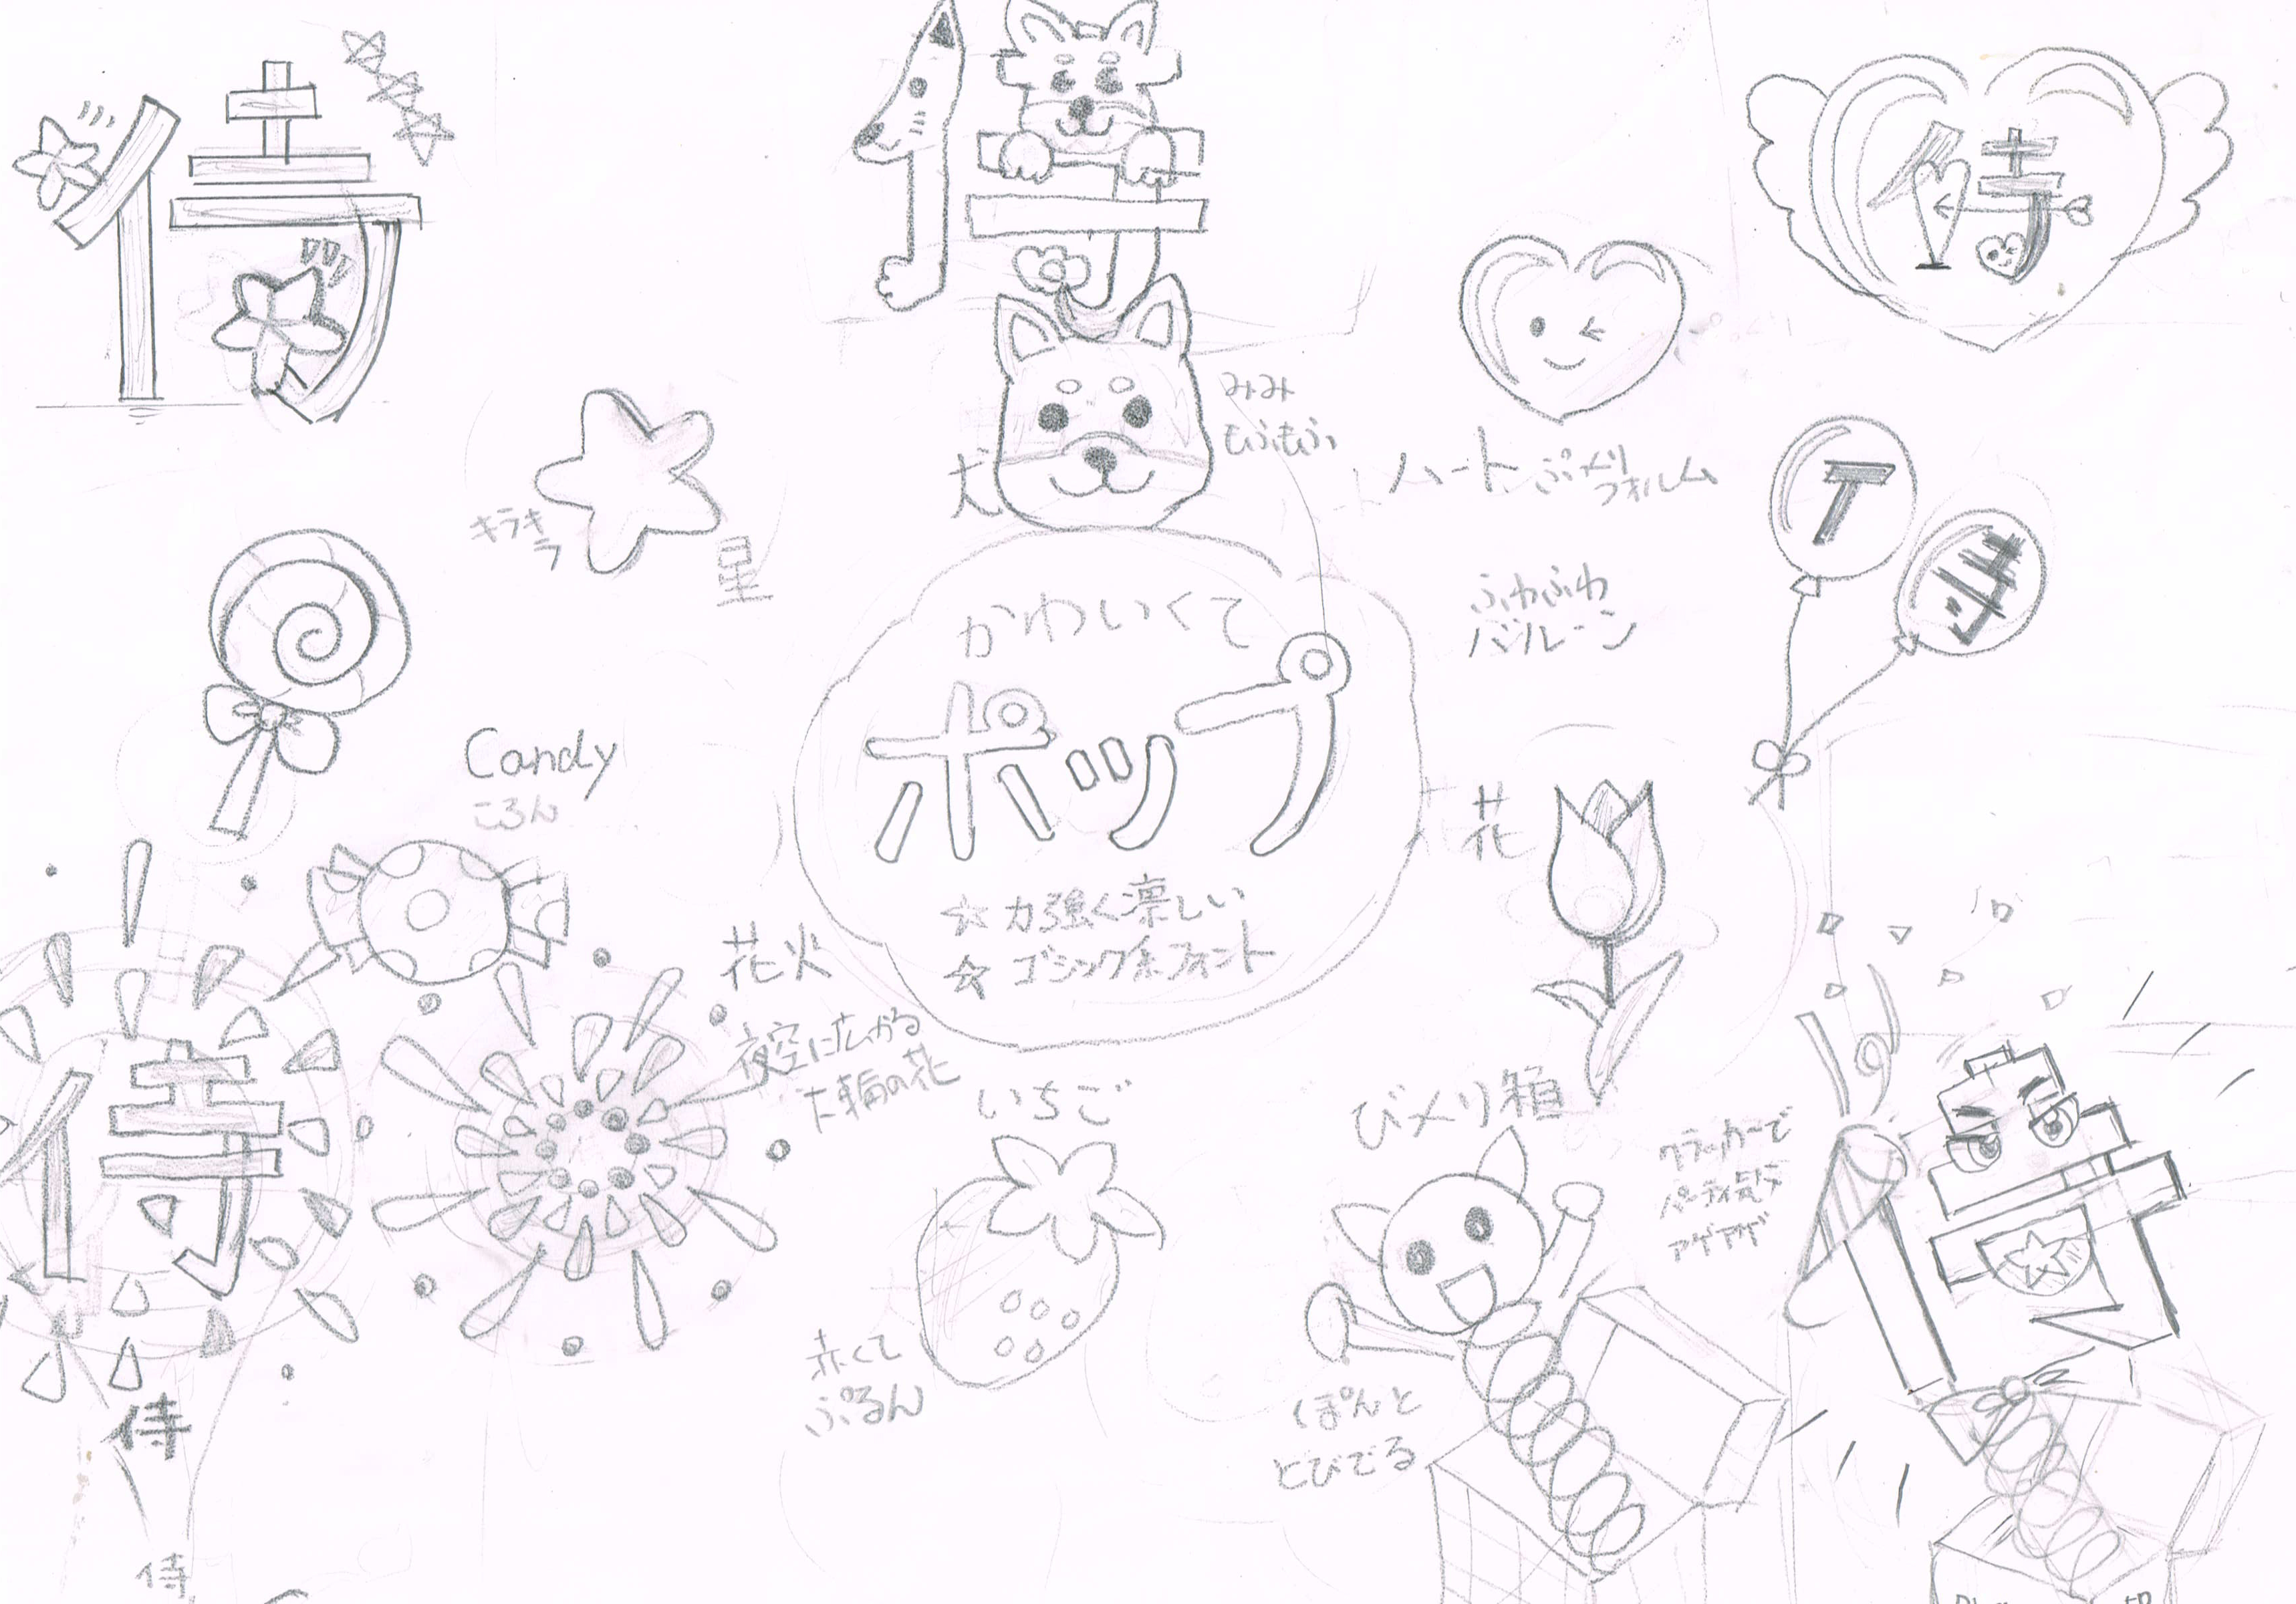 侍
侍
侍
みみ
もふもふ
犬
ハート ぷっくり
フォルム
キラキ
ラ
星
イ
寺
ふわふわ
バルーン
かわいくて
ポップ
☆ 力強く凛しい
☆ ゴシック系フォント
Candy
ころん
花
花火
夜空に広がる
大輪の花
侍
いちご
赤くて
ぷるん
びメり箱
くぽんと
とびでる
クラッカーで
パーティ気分
アゲアゲ
侍
侍